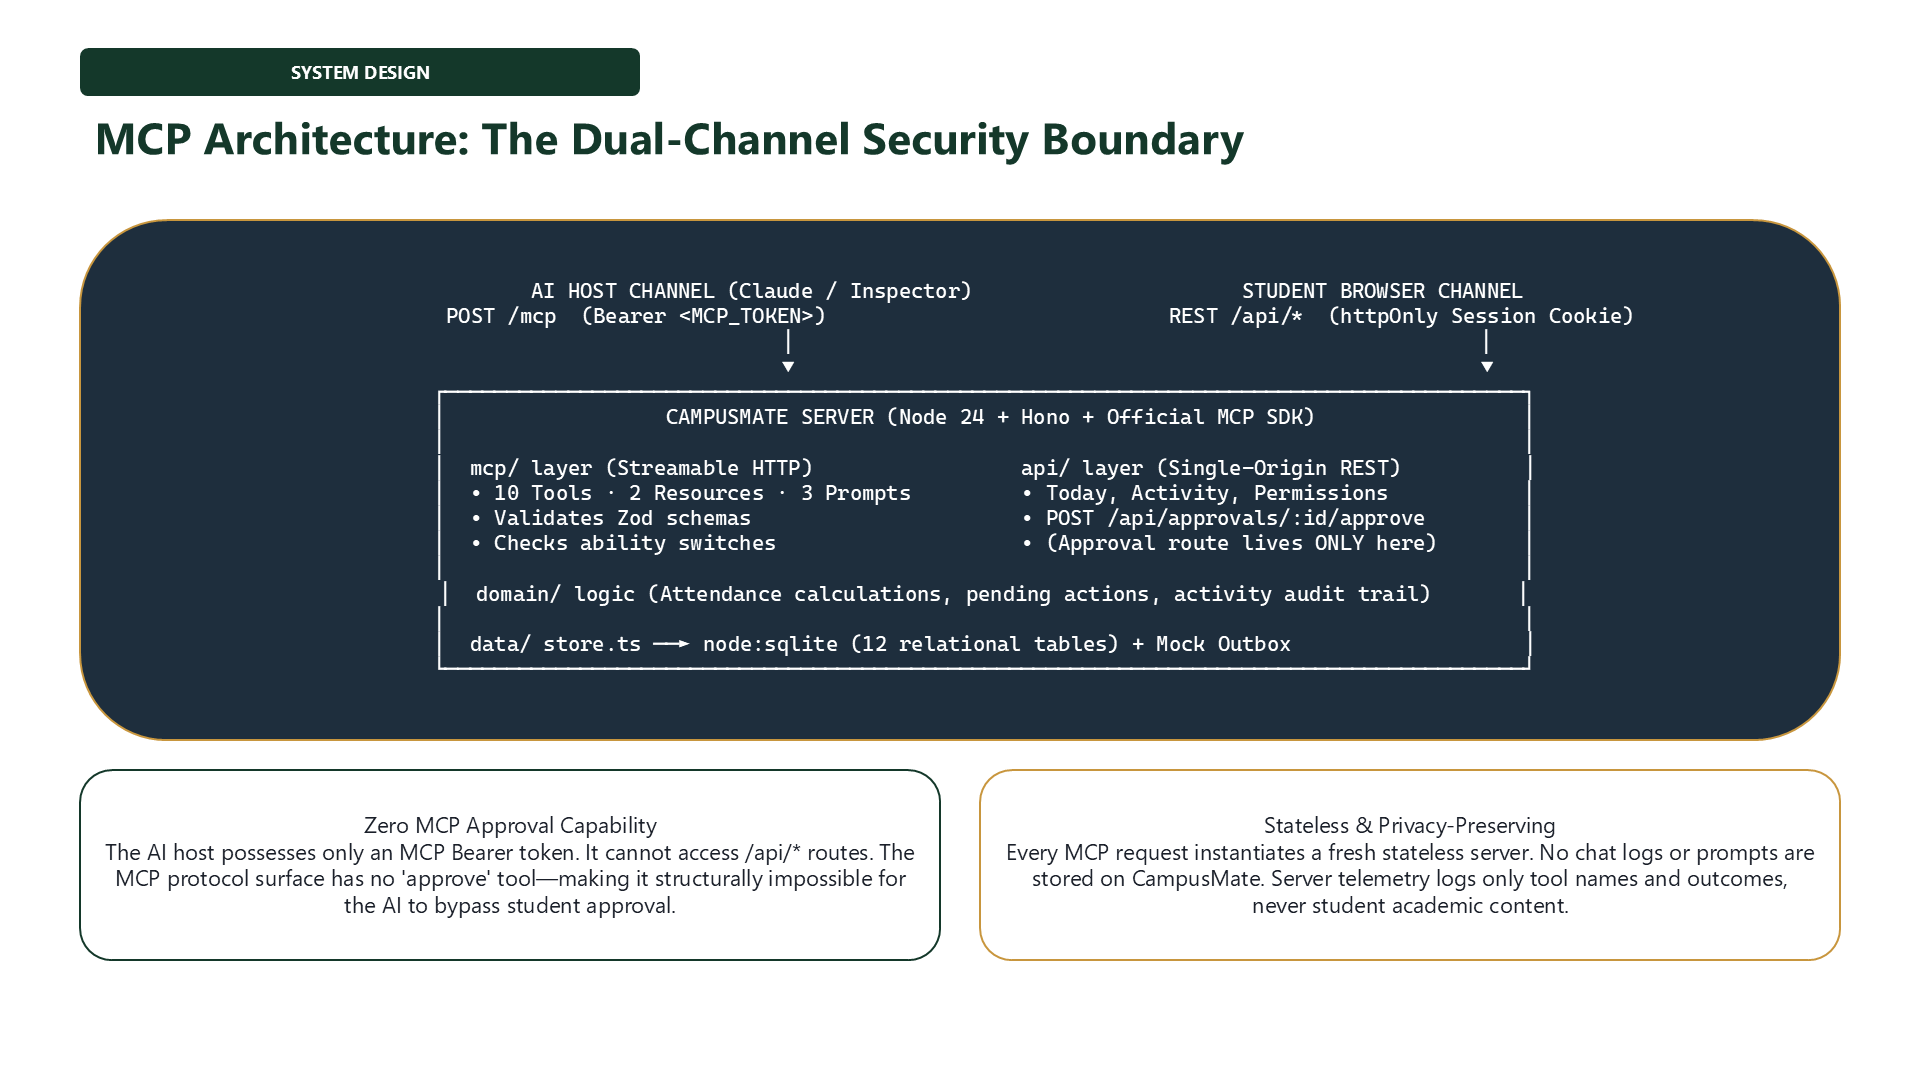 SYSTEM DESIGN
MCP Architecture: The Dual-Channel Security Boundary
AI HOST CHANNEL (Claude / Inspector)    STUDENT BROWSER CHANNEL
POST /mcp  (Bearer <MCP_TOKEN>)    REST /api/*  (httpOnly Session Cookie)
CAMPUSMATE SERVER (Node 24 + Hono + Official MCP SDK)
mcp/ layer (Streamable HTTP)    api/ layer (Single-Origin REST)
• 10 Tools · 2 Resources · 3 Prompts    • Today, Activity, Permissions
• Validates Zod schemas    • POST /api/approvals/:id/approve
• Checks ability switches    • (Approval route lives ONLY here)
domain/ logic (Attendance calculations, pending actions, activity audit trail)
data/ store.ts ──► node:sqlite (12 relational tables) + Mock Outbox
Zero MCP Approval Capability
The AI host possesses only an MCP Bearer token. It cannot access /api/* routes. The
MCP protocol surface has no 'approve' tool—making it structurally impossible for
the AI to bypass student approval.
Stateless & Privacy-Preserving
Every MCP request instantiates a fresh stateless server. No chat logs or prompts are
stored on CampusMate. Server telemetry logs only tool names and outcomes,
never student academic content.